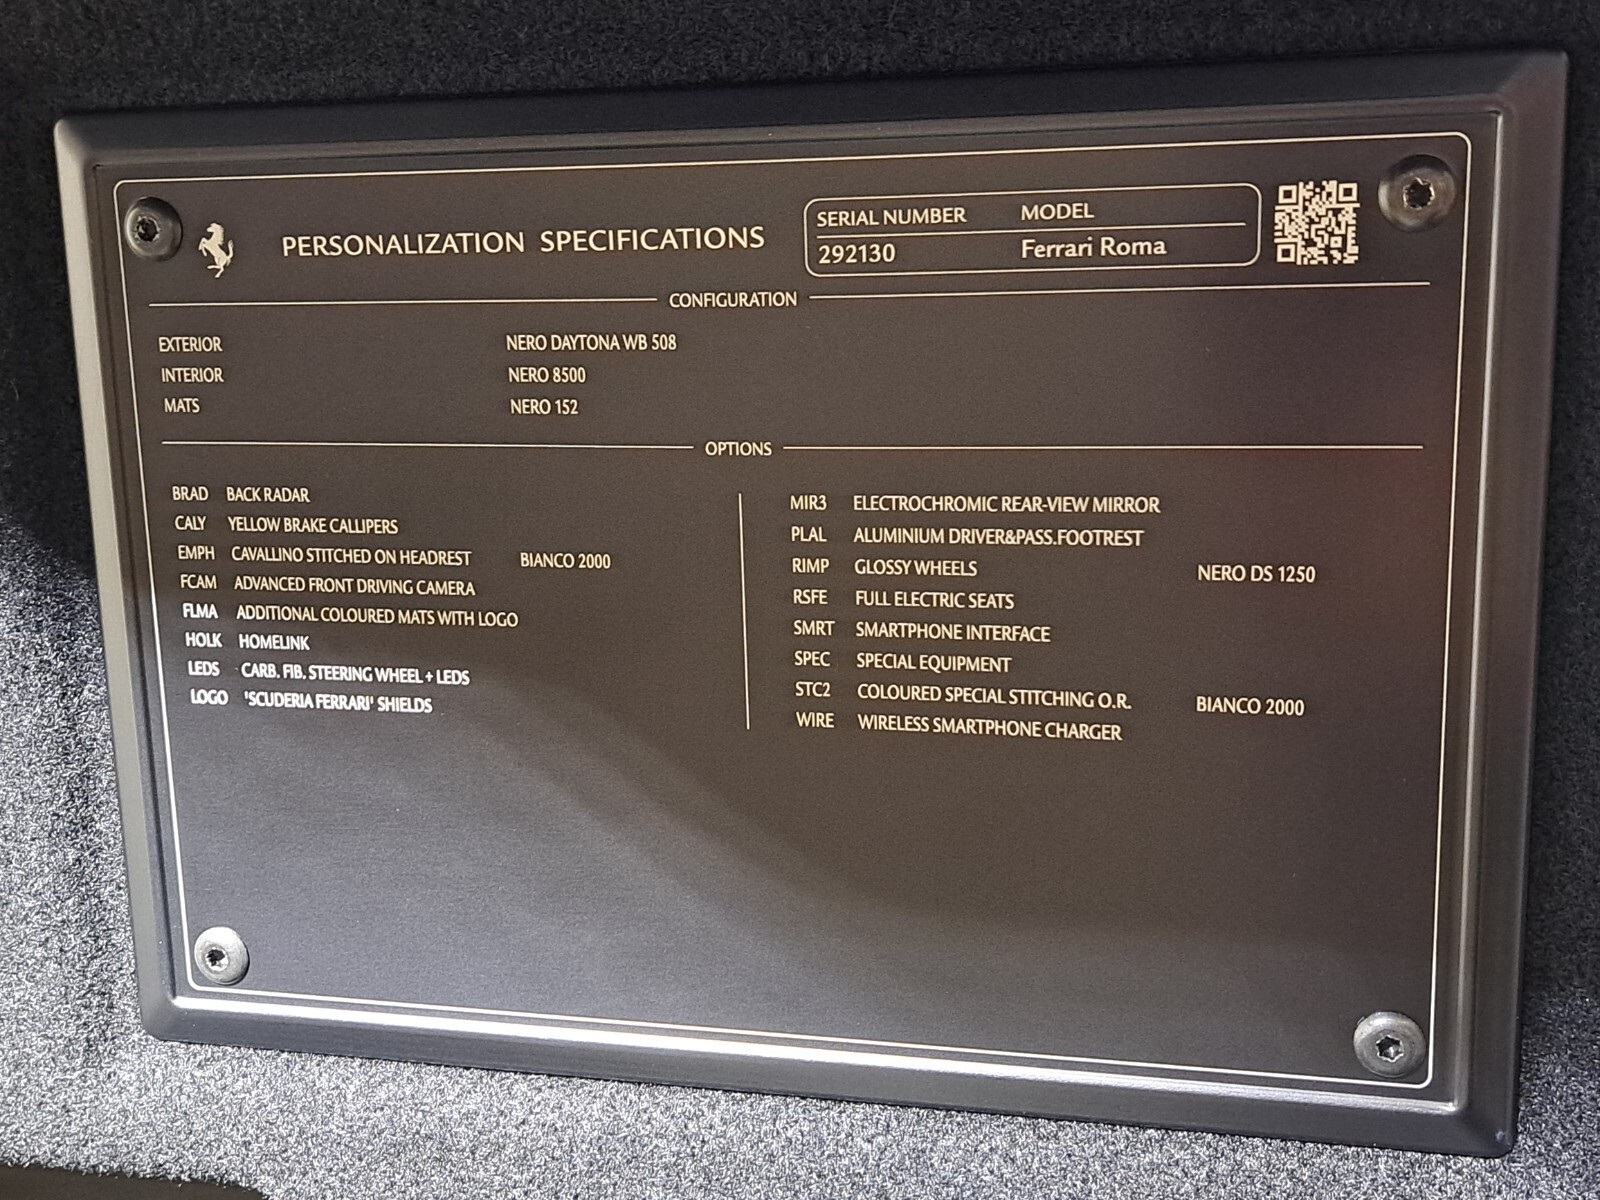 PERSONALIZATION SPECIFICATIONS
SERIAL NUMBER MODEL
292130 Ferrari Roma
CONFIGURATION
EXTERIOR NERO DAYTONA WB 508
INTERIOR NERO 8500
MATS NERO 152
OPTIONS
BRAD BACK RADAR
CALY YELLOW BRAKE CALLIPERS
EMPH CAVALLINO STITCHED ON HEADREST BIANCO 2000
FCAM ADVANCED FRONT DRIVING CAMERA
FLMA ADDITIONAL COLOURED MATS WITH LOGO
HOLK HOMELINK
LEDS CARB. FIB. STEERING WHEEL + LEDS
LOGO 'SCUDERIA FERRARI' SHIELDS
MIR3 ELECTROCHROMIC REAR-VIEW MIRROR
PLAL ALUMINIUM DRIVER&PASS.FOOTREST
RIMP GLOSSY WHEELS NERO DS 1250
RSFE FULL ELECTRIC SEATS
SMRT SMARTPHONE INTERFACE
SPEC SPECIAL EQUIPMENT
STC2 COLOURED SPECIAL STITCHING O.R. BIANCO 2000
WIRE WIRELESS SMARTPHONE CHARGER